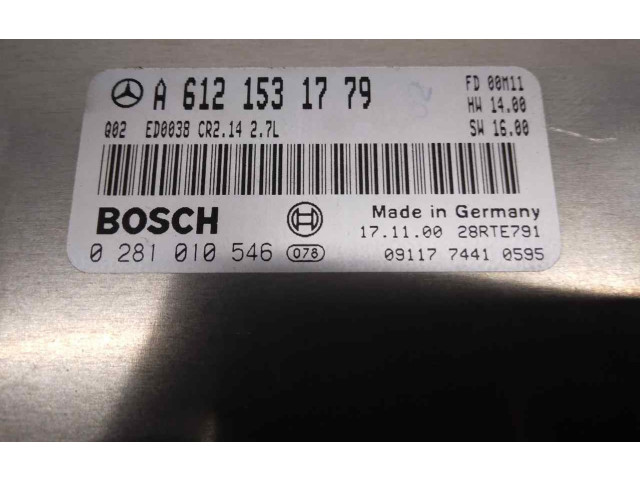 A 612 153 17 79
FD 00M11
HW 14.00
Q02 ED0038 CR2.14 2.7L
SW 16.00
BOSCH
Made in Germany
17.11.00 28RTE791
0 281 010 546 078
09117 7441 0595